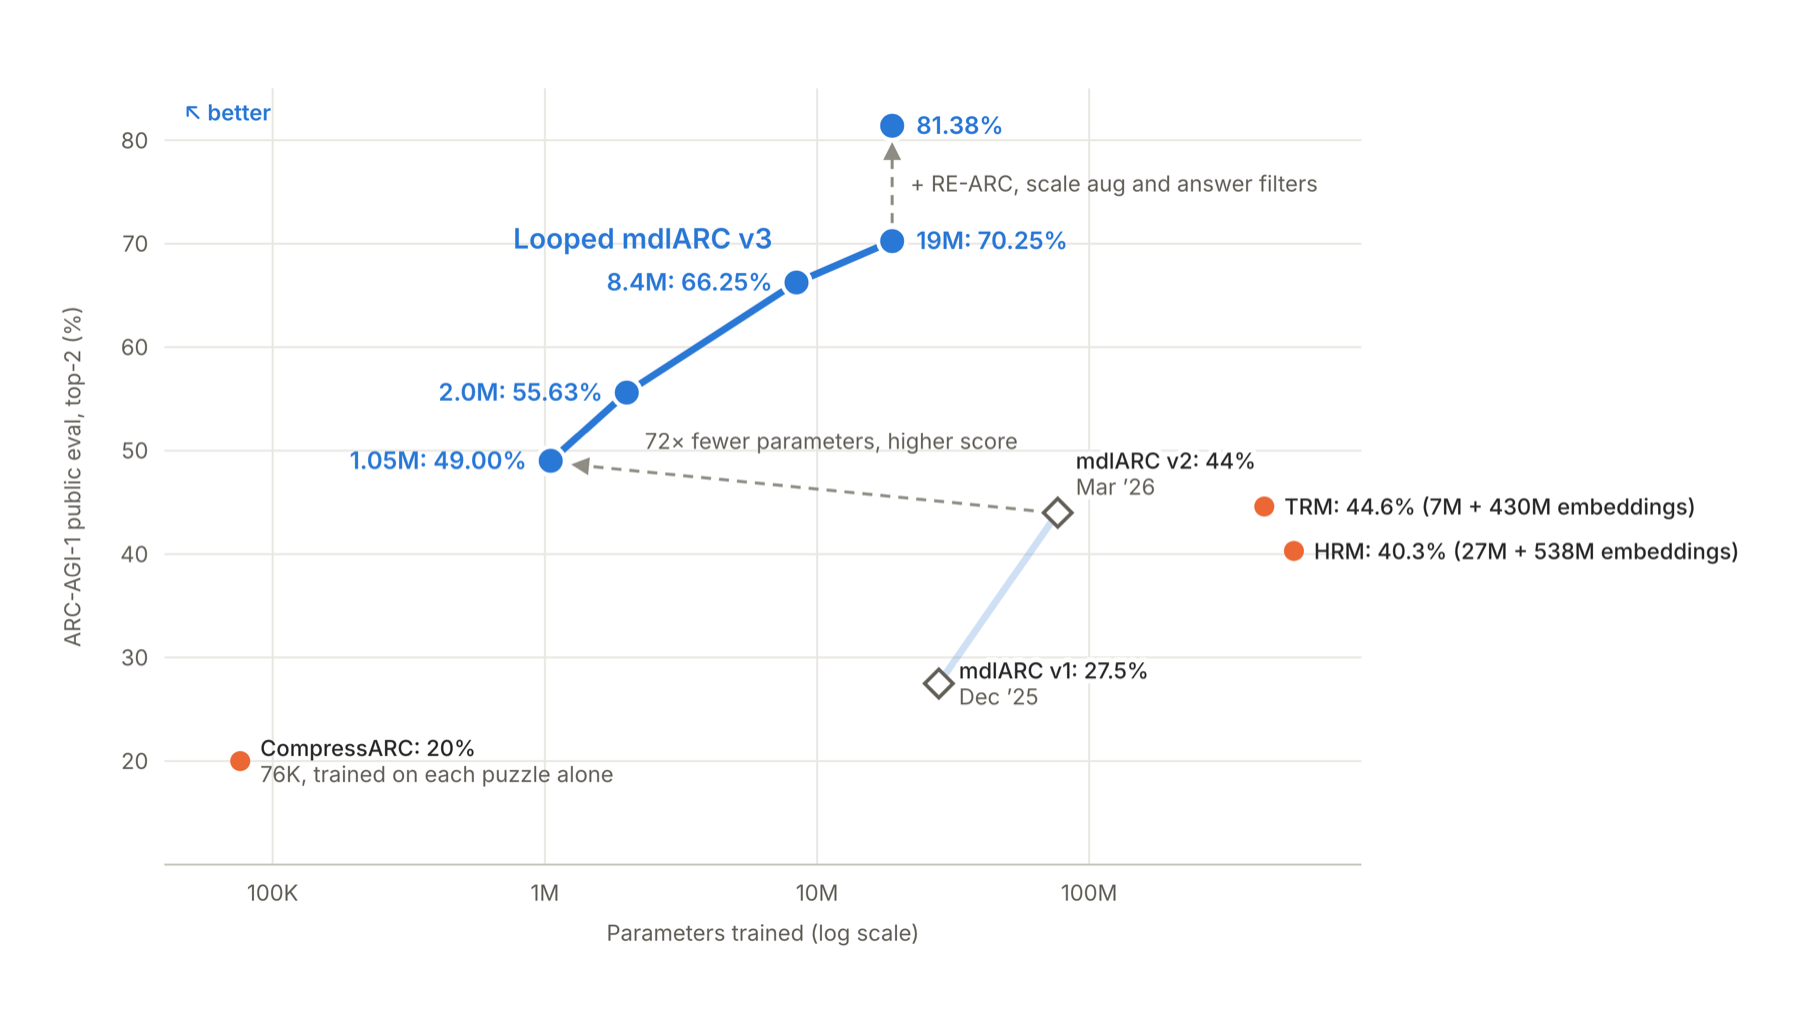 ↖ better
80
81.38%
+ RE-ARC, scale aug and answer filters
70
Looped mdlARC v3
19M: 70.25%
8.4M: 66.25%
60
2.0M: 55.63%
50
72× fewer parameters, higher score
1.05M: 49.00%
mdlARC v2: 44%
Mar ’26
TRM: 44.6% (7M + 430M embeddings)
40
HRM: 40.3% (27M + 538M embeddings)
30
mdlARC v1: 27.5%
Dec ’25
20
CompressARC: 20%
76K, trained on each puzzle alone
ARC-AGI-1 public eval, top-2 (%)
100K
1M
10M
100M
Parameters trained (log scale)